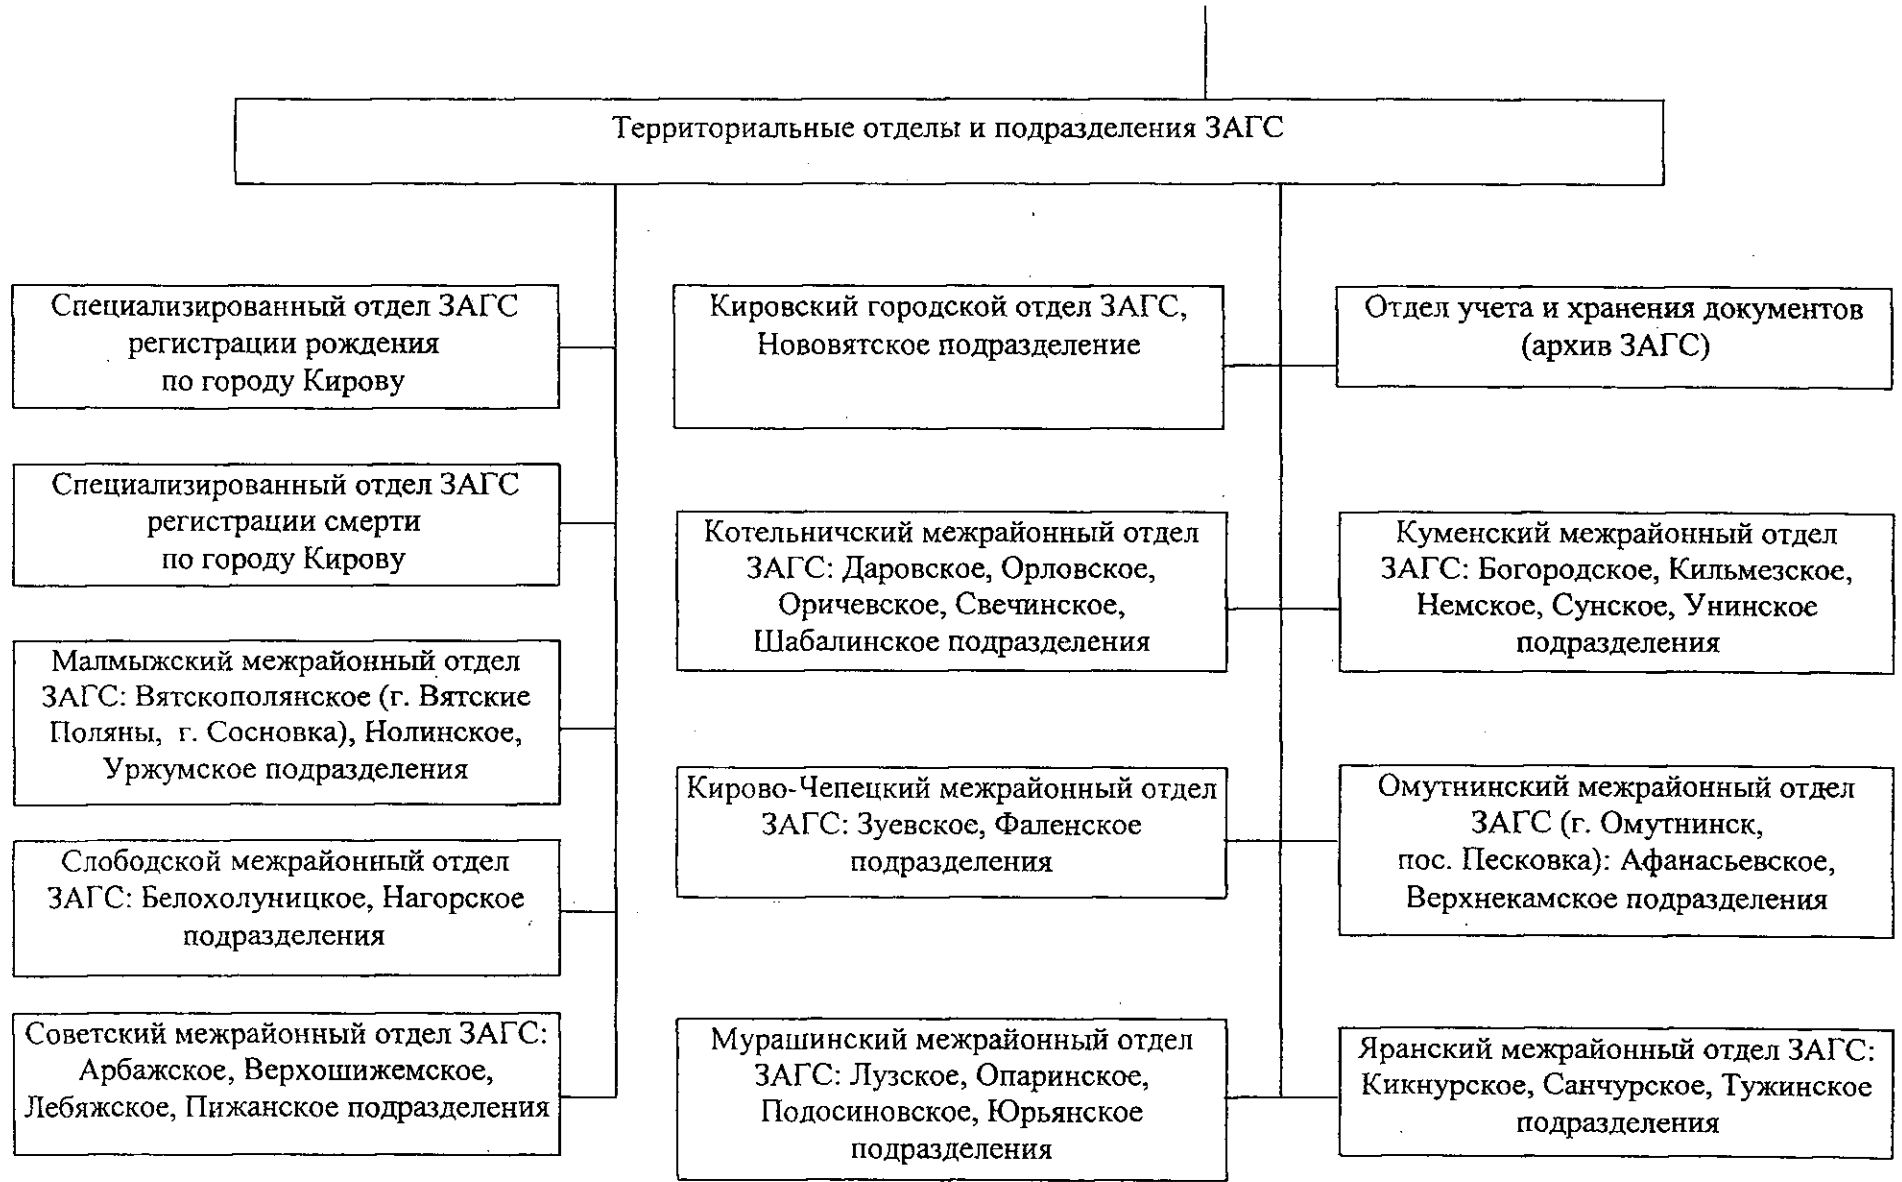 Территориальные отделы и подразделения ЗАГС
Специализированный отдел ЗАГС
регистрации рождения
по городу Кирову
Специализированный отдел ЗАГС
регистрации смерти
по городу Кирову
Малмыжский межрайонный отдел
ЗАГС: Вятскополянское (г. Вятские
Поляны, г. Сосновка), Нолинское,
Уржумское подразделения
Слободской межрайонный отдел
ЗАГС: Белохолуницкое, Нагорское
подразделения
Советский межрайонный отдел ЗАГС:
Арбажское, Верхошижемское,
Лебяжское, Пижанское подразделения
Кировский городской отдел ЗАГС,
Нововятское подразделение
Котельничский межрайонный отдел
ЗАГС: Даровское, Орловское,
Оричевское, Свечинское,
Шабалинское подразделения
Кирово-Чепецкий межрайонный отдел
ЗАГС: Зуевское, Фаленское
подразделения
Мурашинский межрайонный отдел
ЗАГС: Лузское, Опаринское,
Подосиновское, Юрьянское
подразделения
Отдел учета и хранения документов
(архив ЗАГС)
Куменский межрайонный отдел
ЗАГС: Богородское, Кильмезское,
Немское, Сунское, Унинское
подразделения
Омутнинский межрайонный отдел
ЗАГС (г. Омутнинск,
пос. Песковка): Афанасьевское,
Верхнекамское подразделения
Яранский межрайонный отдел ЗАГС:
Кикнурское, Санчурское, Тужинское
подразделения